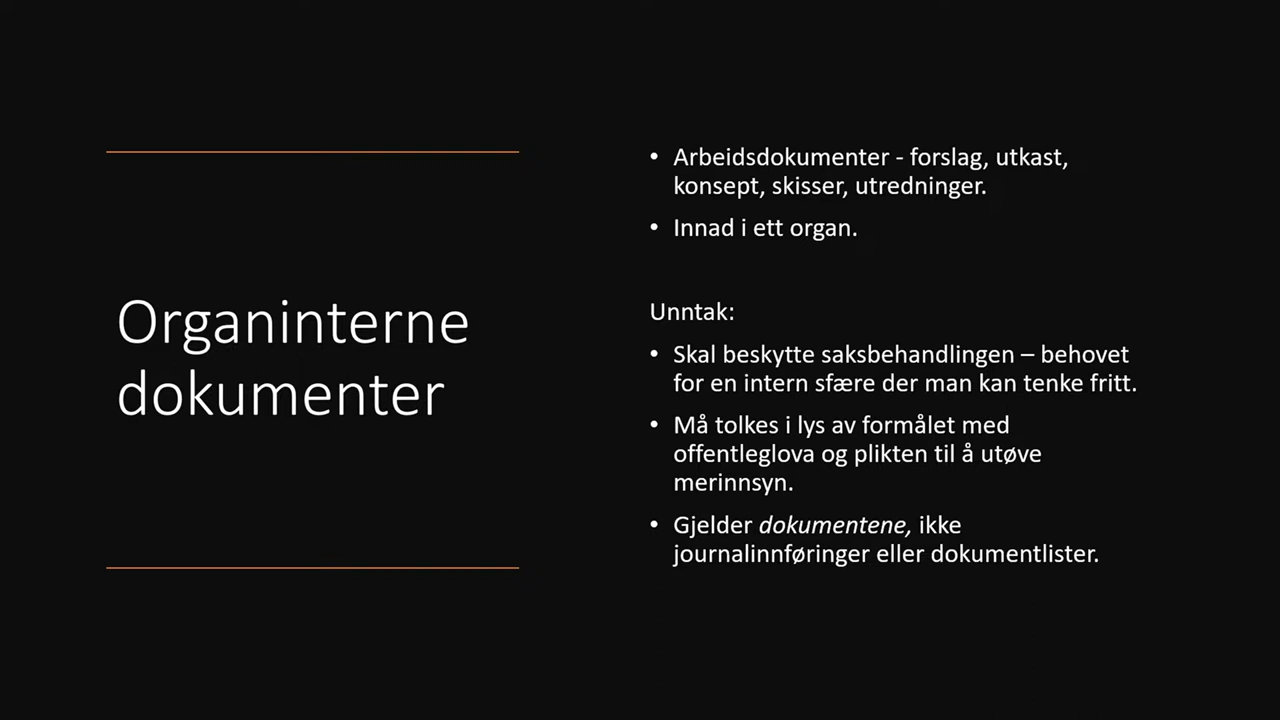 Organinterne
dokumenter
• Arbeidsdokumenter - forslag, utkast,
konsept, skisser, utredninger.
• Innad i ett organ.
Unntak:
• Skal beskytte saksbehandlingen – behovet
for en intern sfære der man kan tenke fritt.
• Må tolkes i lys av formålet med
offentleglova og plikten til å utøve
merinnsyn.
• Gjelder dokumentene, ikke
journalinnføringer eller dokumentlister.